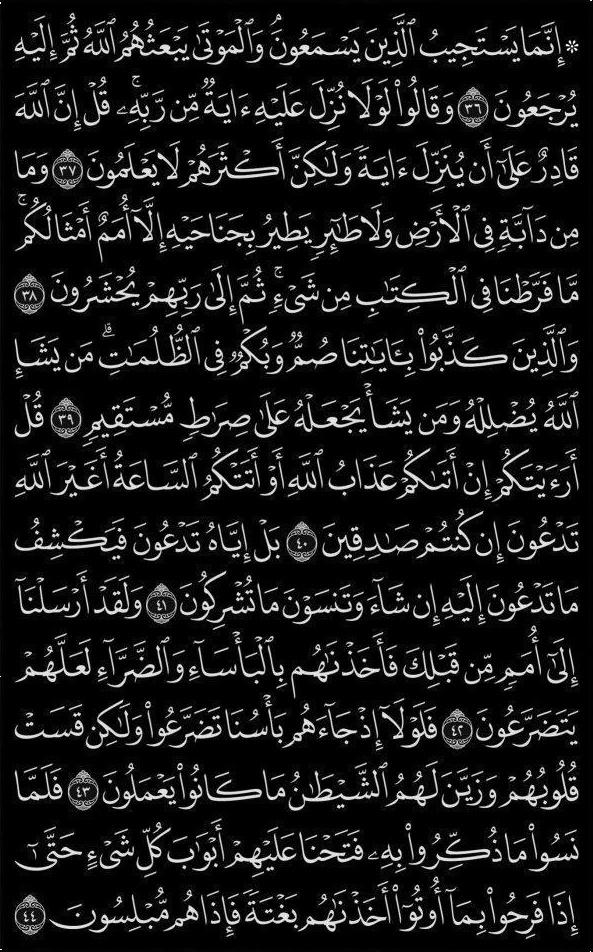 ۞ إِنَّمَا يَسْتَجِيبُ ٱلَّذِينَ يَسْمَعُونَۘ وَٱلْمَوْتَىٰ يَبْعَثُهُمُ ٱللَّهُ ثُمَّ إِلَيْهِ
يُرْجَعُونَ ٣٦ وَقَالُوا۟ لَوْلَا نُزِّلَ عَلَيْهِ ءَايَةٌ مِّن رَّبِّهِۦۚ قُلْ إِنَّ ٱللَّهَ
قَادِرٌ عَلَىٰٓ أَن يُنَزِّلَ ءَايَةً وَلَـٰكِنَّ أَكْثَرَهُمْ لَا يَعْلَمُونَ ٣٧ وَمَا
مِن دَآبَّةٍ فِى ٱلْأَرْضِ وَلَا طَـٰٓئِرٍ يَطِيرُ بِجَنَاحَيْهِ إِلَّآ أُمَمٌ أَمْثَالُكُمۚ
مَّا فَرَّطْنَا فِى ٱلْكِتَـٰبِ مِن شَىْءٍۚ ثُمَّ إِلَىٰ رَبِّهِمْ يُحْشَرُونَ ٣٨
وَٱلَّذِينَ كَذَّبُوا۟ بِـَٔايَـٰتِنَا صُمٌّ وَبُكْمٌ فِى ٱلظُّلُمَـٰتِۗ مَن يَشَإِ
ٱللَّهُ يُضْلِلْهُ وَمَن يَشَأْ يَجْعَلْهُ عَلَىٰ صِرَٰطٍ مُّسْتَقِيمٍ ٣٩ قُلْ
أَرَءَيْتَكُمْ إِنْ أَتَىٰكُمْ عَذَابُ ٱللَّهِ أَوْ أَتَتْكُمُ ٱلسَّاعَةُ أَغَيْرَ ٱللَّهِ
تَدْعُونَ إِن كُنتُمْ صَـٰدِقِينَ ٤٠ بَلْ إِيَّاهُ تَدْعُونَ فَيَكْشِفُ
مَا تَدْعُونَ إِلَيْهِ إِن شَآءَ وَتَنسَوْنَ مَا تُشْرِكُونَ ٤١ وَلَقَدْ أَرْسَلْنَآ
إِلَىٰٓ أُمَمٍ مِّن قَبْلِكَ فَأَخَذْنَـٰهُم بِٱلْبَأْسَآءِ وَٱلضَّرَّآءِ لَعَلَّهُمْ
يَتَضَرَّعُونَ ٤٢ فَلَوْلَآ إِذْ جَآءَهُم بَأْسُنَا تَضَرَّعُوا۟ وَلَـٰكِن قَسَتْ
قُلُوبُهُمْ وَزَيَّنَ لَهُمُ ٱلشَّيْطَـٰنُ مَا كَانُوا۟ يَعْمَلُونَ ٤٣ فَلَمَّا
نَسُوا۟ مَا ذُكِّرُوا۟ بِهِۦ فَتَحْنَا عَلَيْهِمْ أَبْوَٰبَ كُلِّ شَىْءٍ حَتَّىٰٓ
إِذَا فَرِحُوا۟ بِمَآ أُوتُوٓا۟ أَخَذْنَـٰهُم بَغْتَةً فَإِذَا هُم مُّبْلِسُونَ ٤٤